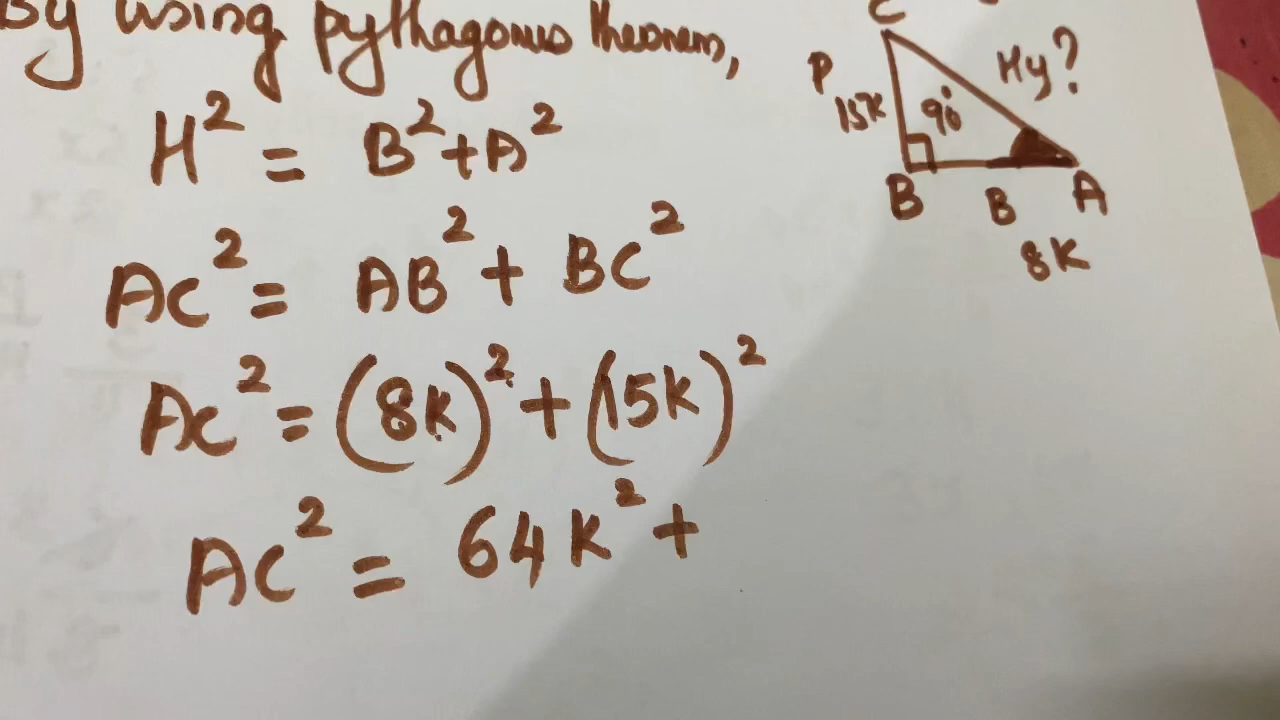 By using pythagorus theorem,
H² = B² + A²
AC² = AB² + BC²
AC² = (8K)² + (15K)²
AC² = 64K² +
C
P
Hy?
15K
90°
B
B
A
8K